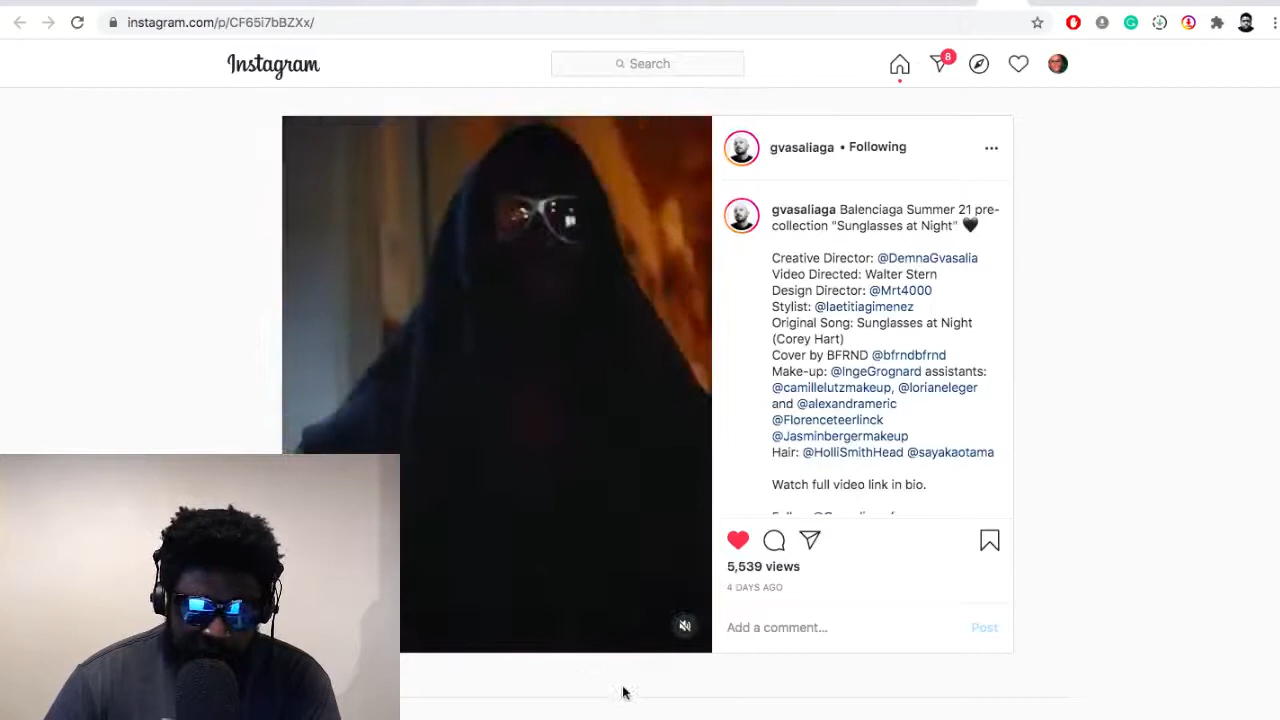 instagram.com/p/CF65i7bBZXx/
Instagram
Search
8
gvasaliaga • Following
gvasaliaga Balenciaga Summer 21 pre-
collection "Sunglasses at Night" 🖤
Creative Director: @DemnaGvasalia
Video Directed: Walter Stern
Design Director: @Mrt4000
Stylist: @laetitiagimenez
Original Song: Sunglasses at Night
(Corey Hart)
Cover by BFRND @bfrndbfrnd
Make-up: @IngeGrognard assistants:
@camillelutzmakeup, @lorianeleger
and @alexandrameric
@Florenceteerlinck
@Jasminbergermakeup
Hair: @HolliSmithHead @sayakaotama
Watch full video link in bio.
5,539 views
4 DAYS AGO
Add a comment...
Post